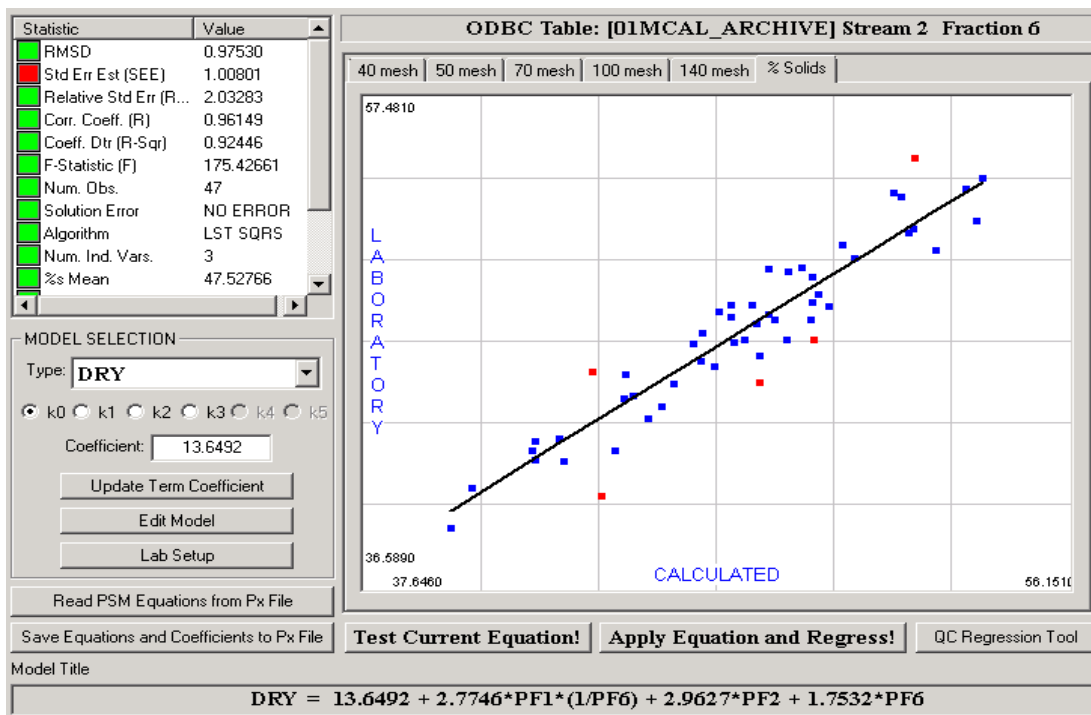 Statistic Value
RMSD 0.97530
Std Err Est (SEE) 1.00801
Relative Std Err (R... 2.03283
Corr. Coeff. (R) 0.96149
Coeff. Dtr (R-Sqr) 0.92446
F-Statistic (F) 175.42661
Num. Obs. 47
Solution Error NO ERROR
Algorithm LST SQRS
Num. Ind. Vars. 3
%s Mean 47.52766
MODEL SELECTION
Type: DRY
k0 k1 k2 k3 k4 k5
Coefficient: 13.6492
Update Term Coefficient
Edit Model
Lab Setup
Read PSM Equations from Px File
Save Equations and Coefficients to Px File
ODBC Table: [01MCAL_ARCHIVE] Stream 2 Fraction 6
40 mesh 50 mesh 70 mesh 100 mesh 140 mesh % Solids
57.4810
LABORATORY
36.5890
37.6460 CALCULATED 56.1510
Test Current Equation! Apply Equation and Regress! QC Regression Tool
Model Title
DRY = 13.6492 + 2.7746*PF1*(1/PF6) + 2.9627*PF2 + 1.7532*PF6